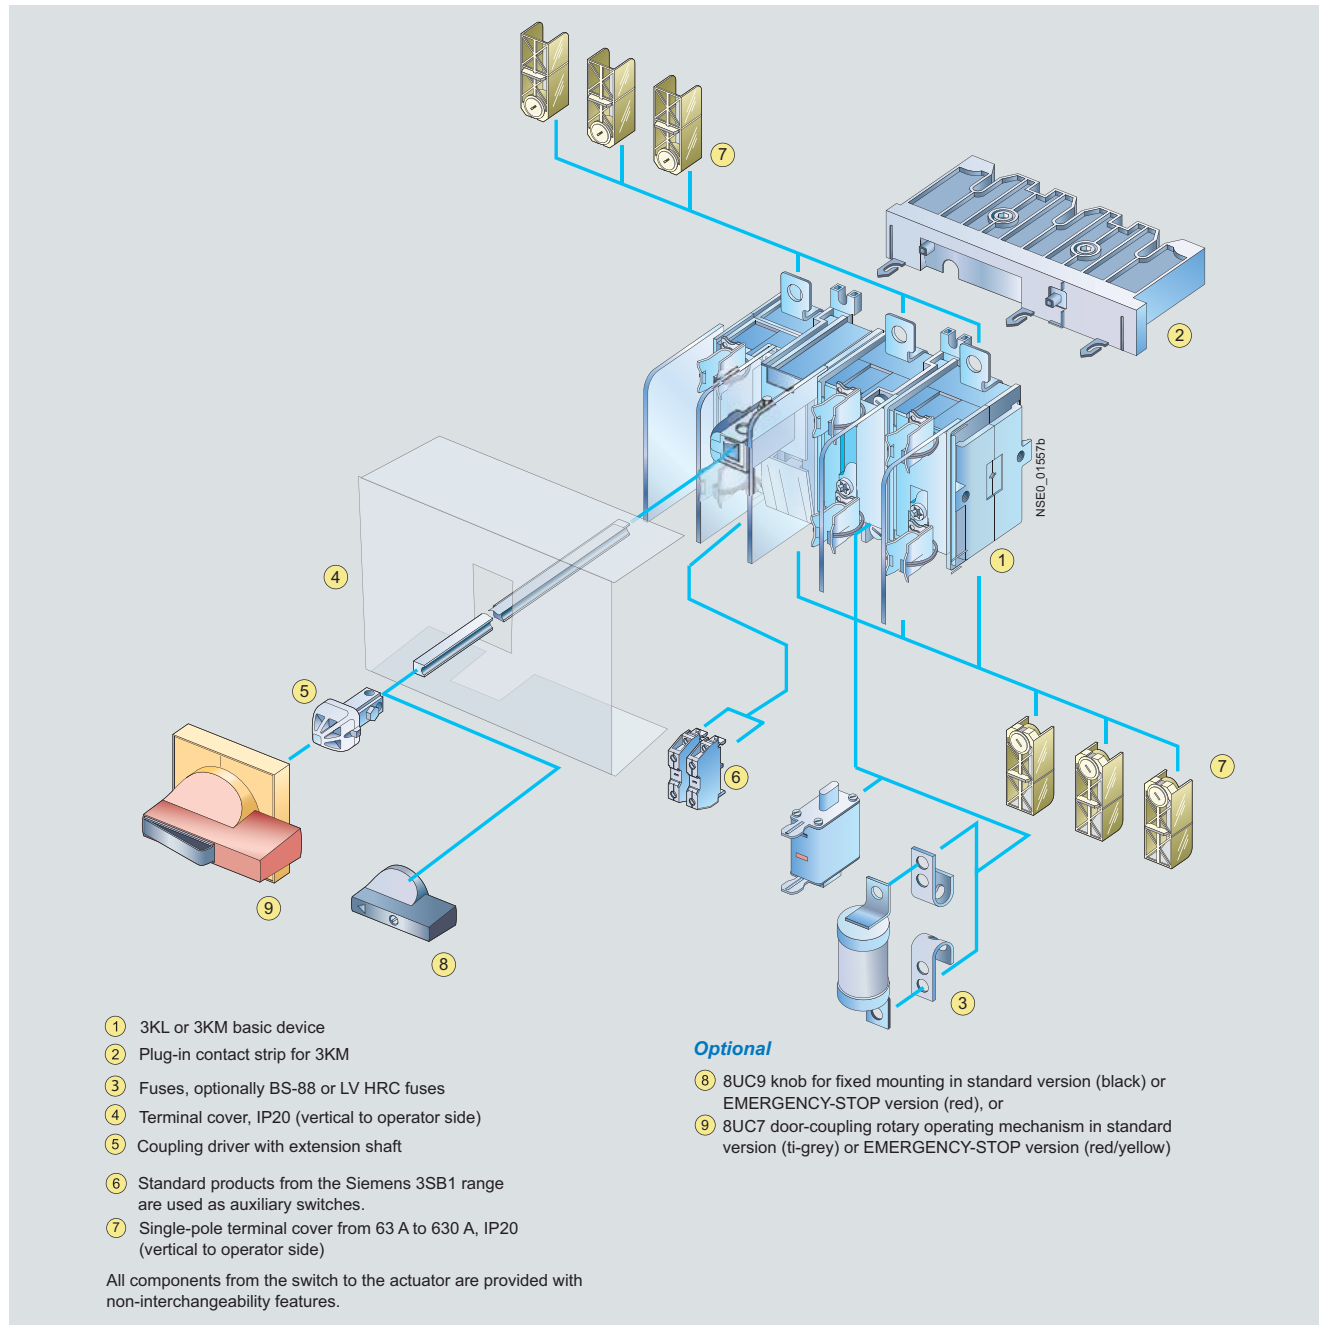 7
2
NSE0_01557b
1
4
5
7
6
9
8
3
1 3KL or 3KM basic device
2 Plug-in contact strip for 3KM
3 Fuses, optionally BS-88 or LV HRC fuses
4 Terminal cover, IP20 (vertical to operator side)
5 Coupling driver with extension shaft
6 Standard products from the Siemens 3SB1 range
are used as auxiliary switches.
7 Single-pole terminal cover from 63 A to 630 A, IP20
(vertical to operator side)
All components from the switch to the actuator are provided with
non-interchangeability features.
Optional
8 8UC9 knob for fixed mounting in standard version (black) or
EMERGENCY-STOP version (red), or
9 8UC7 door-coupling rotary operating mechanism in standard
version (ti-grey) or EMERGENCY-STOP version (red/yellow)